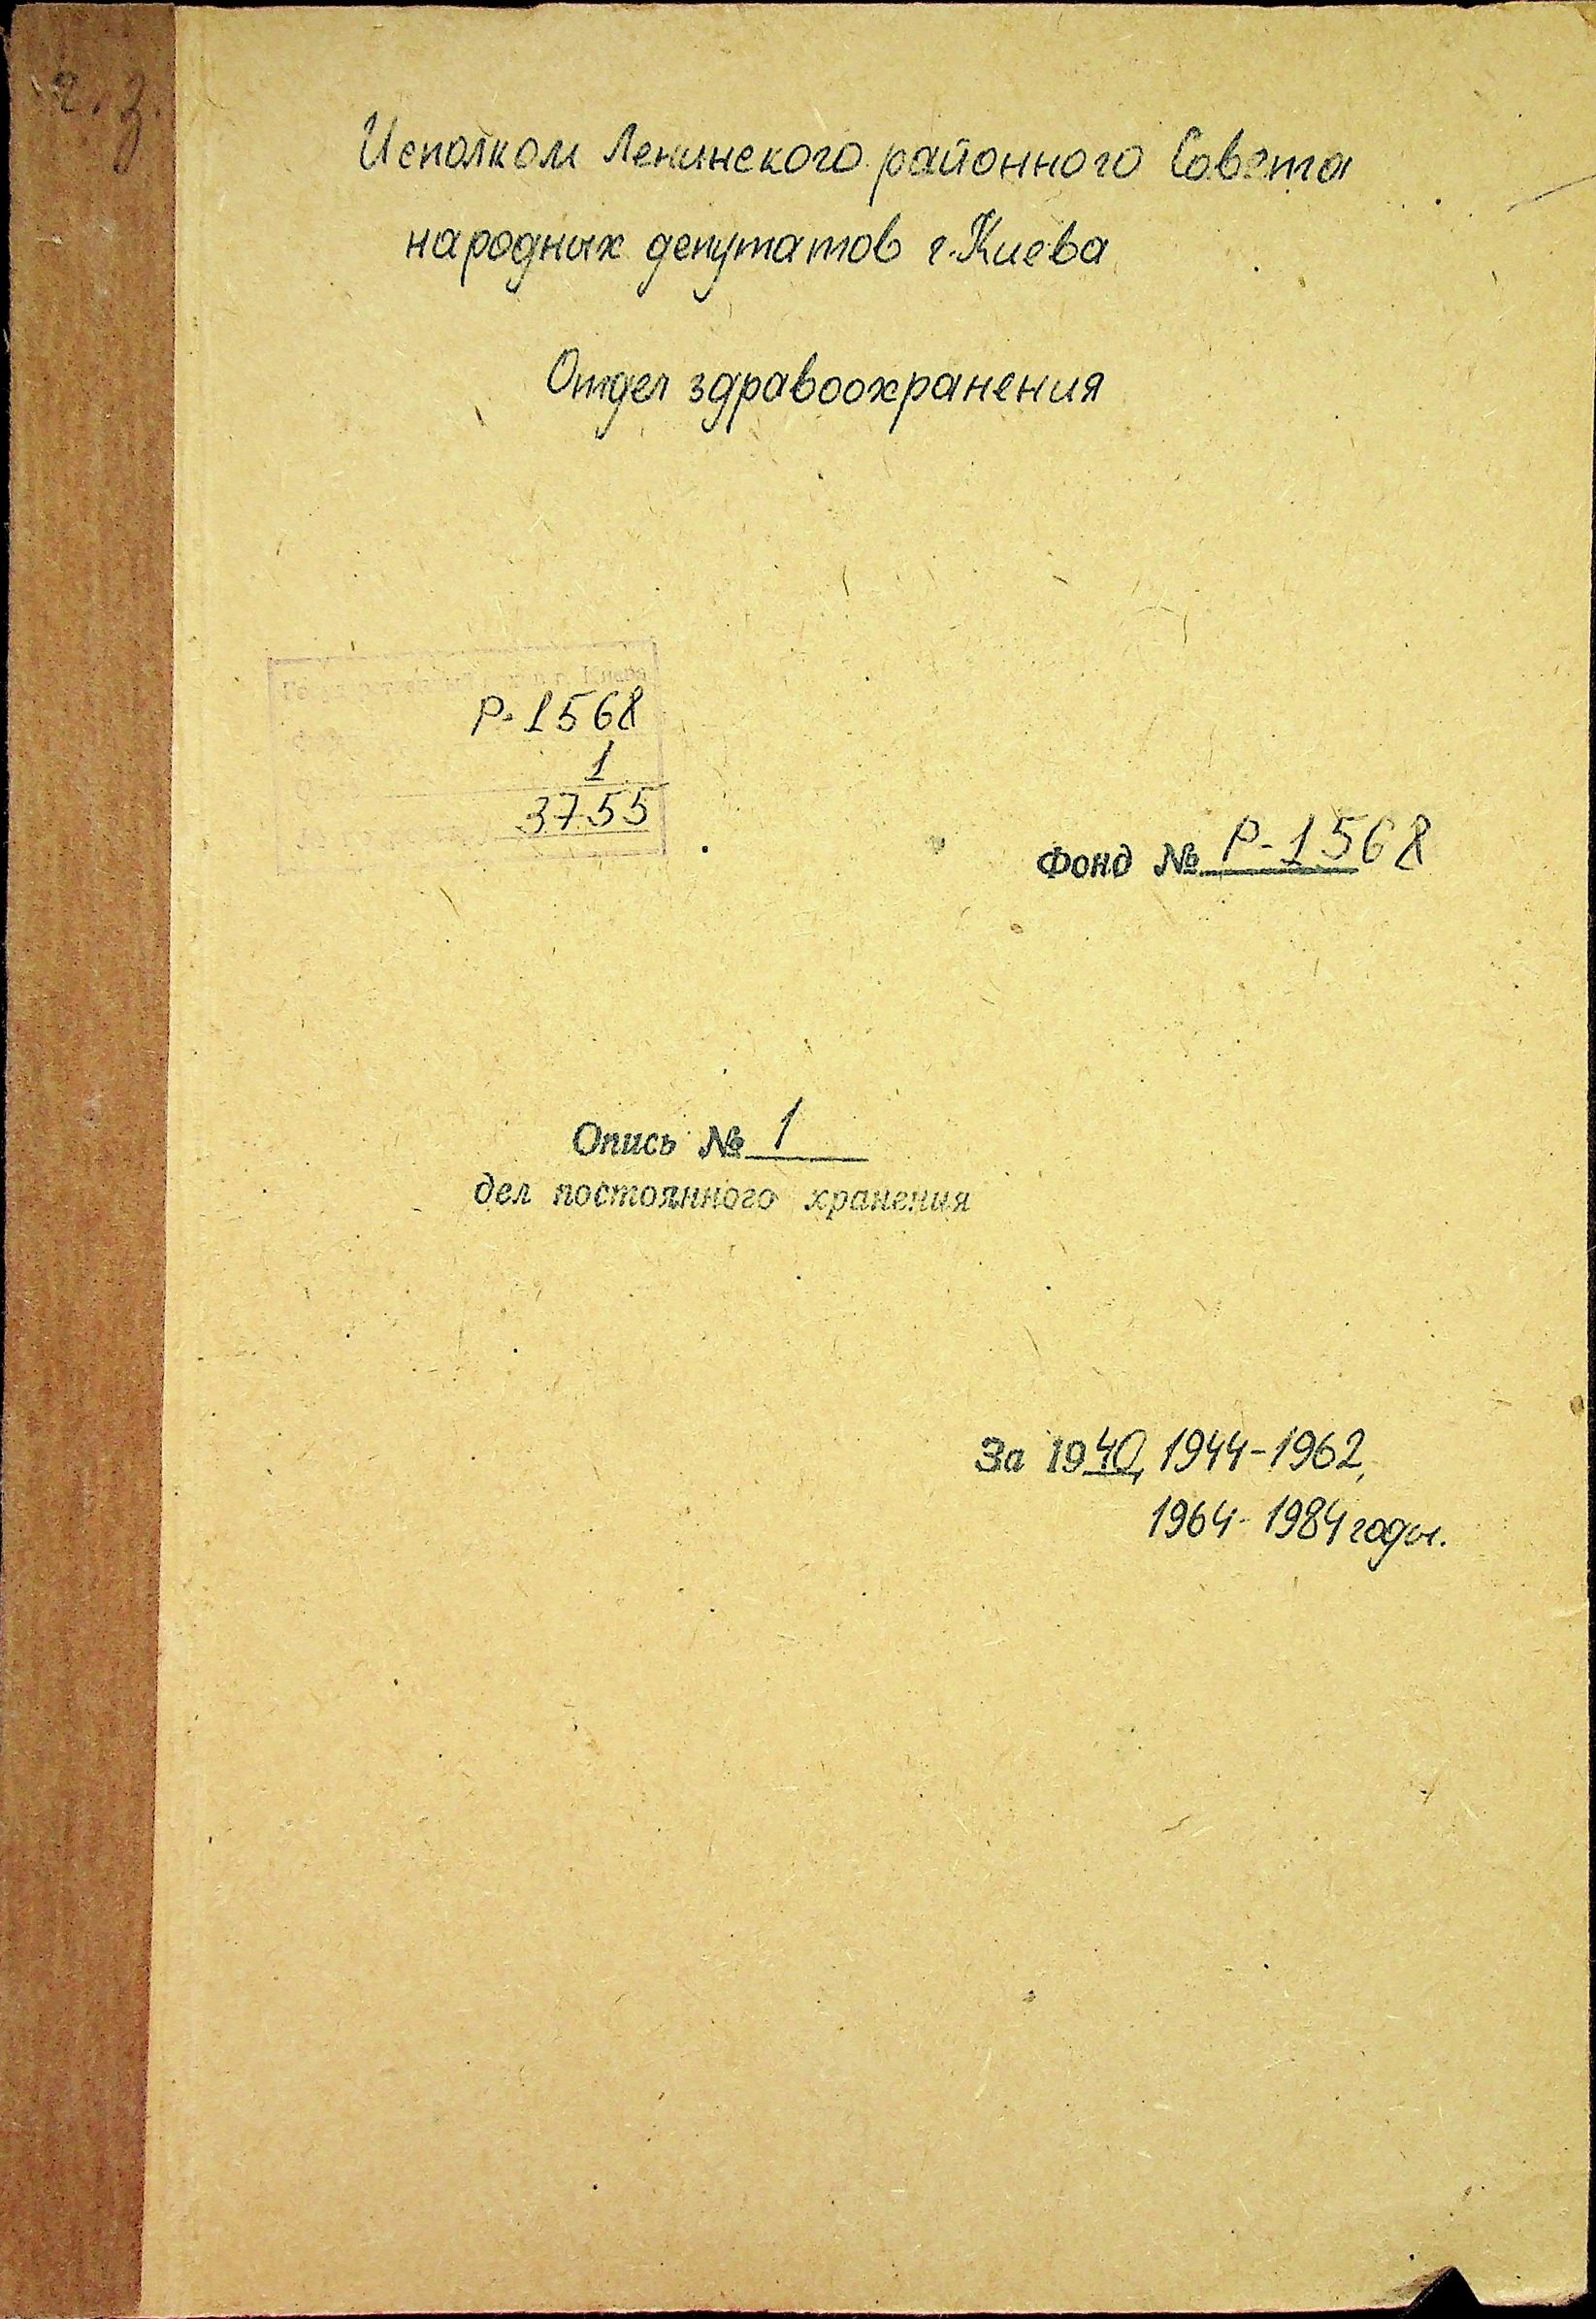 ч. з.
Исполком Ленинского районного Совета
народных депутатов г. Киева
Отдел здравоохранения
г. Киева
Р-1568
1
3755
Фонд № Р-1568
Опись № 1
дел постоянного хранения
За 1940, 1944-1962,
1964-1984 годы.